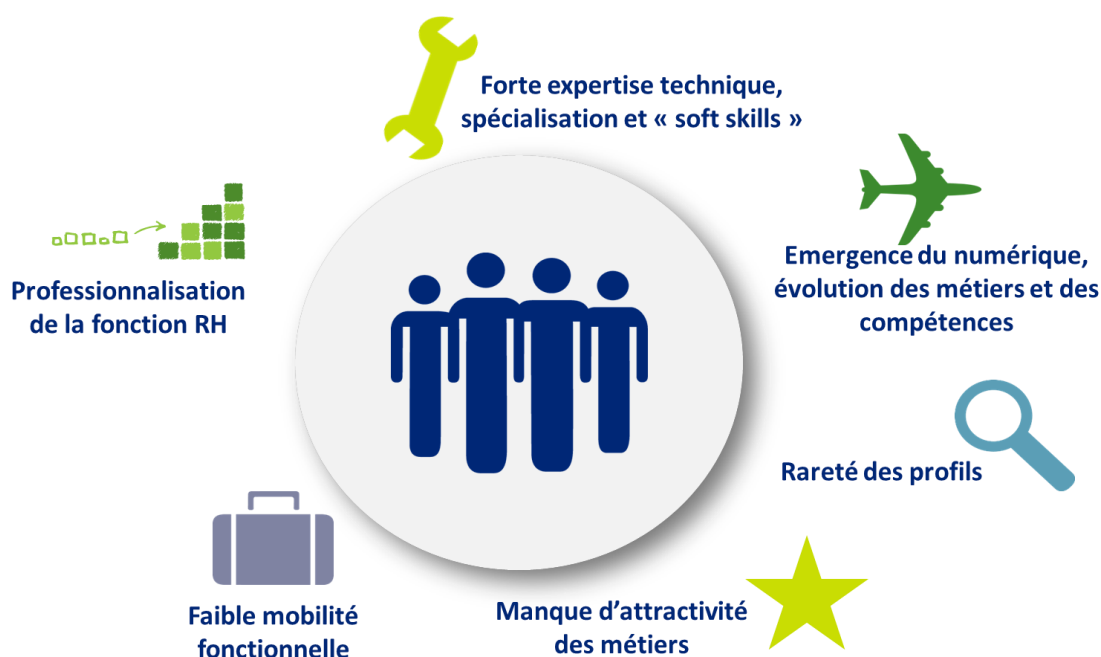 Forte expertise technique,
spécialisation et « soft skills »
Emergence du numérique,
évolution des métiers et des
compétences
Rareté des profils
Manque d’attractivité
des métiers
Faible mobilité
fonctionnelle
Professionnalisation
de la fonction RH